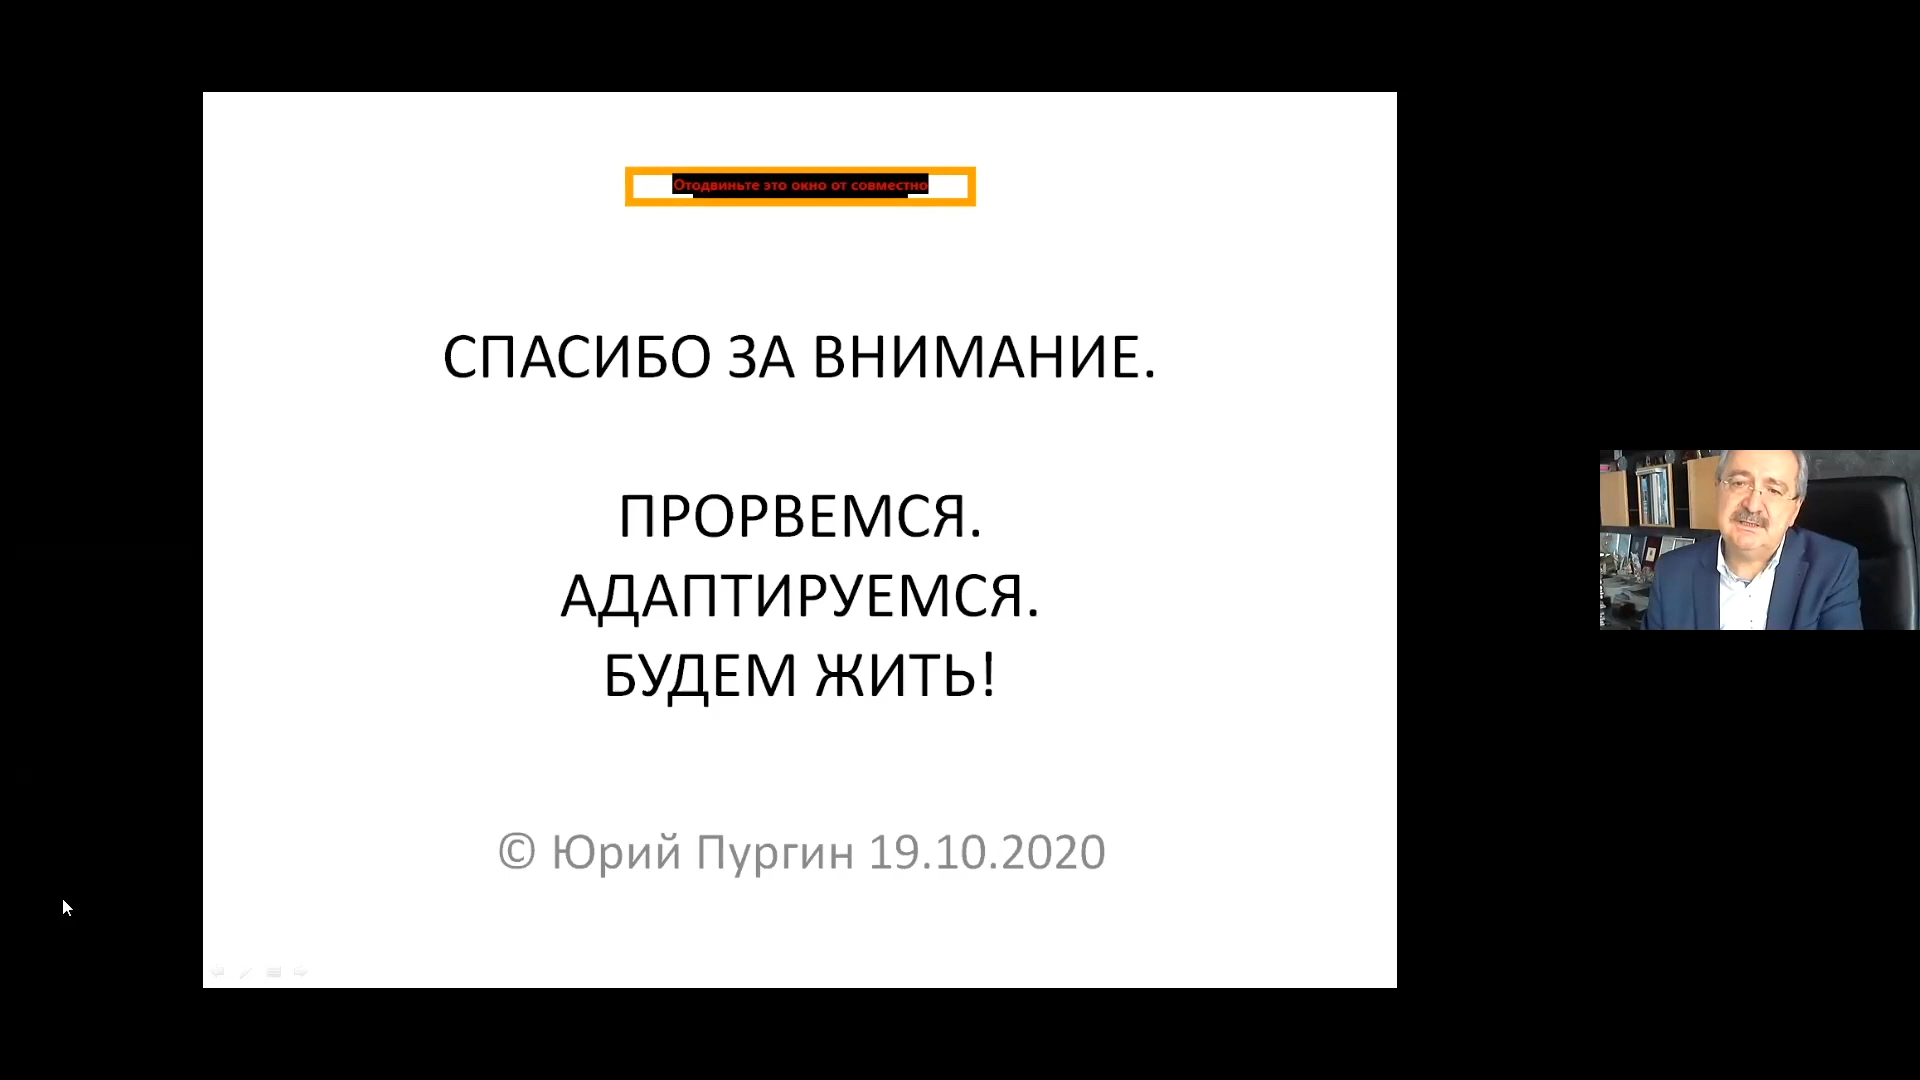 Отодвиньте это окно от совместно
СПАСИБО ЗА ВНИМАНИЕ.
ПРОРВЕМСЯ.
АДАПТИРУЕМСЯ.
БУДЕМ ЖИТЬ!
© Юрий Пургин 19.10.2020